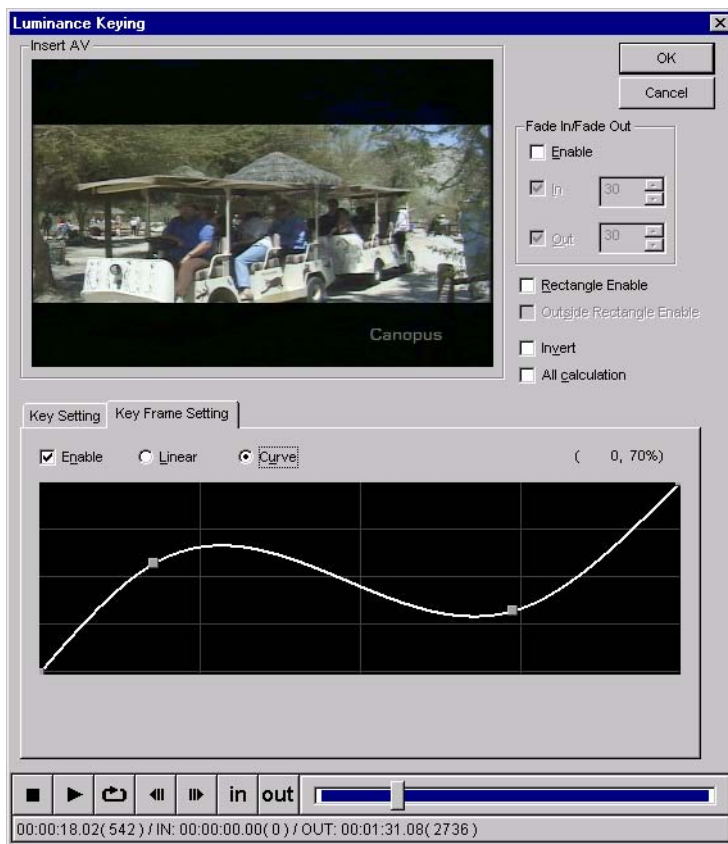 Luminance Keying
Insert AV
Canopus
OK
Cancel
Fade In/Fade Out
Enable
In 30
Out 30
Rectangle Enable
Outside Rectangle Enable
Invert
All calculation
Key Setting Key Frame Setting
Enable Linear Curve ( 0, 70%)
in out
00:00:18.02( 542 ) / IN: 00:00:00.00( 0 ) / OUT: 00:01:31.08( 2736 )